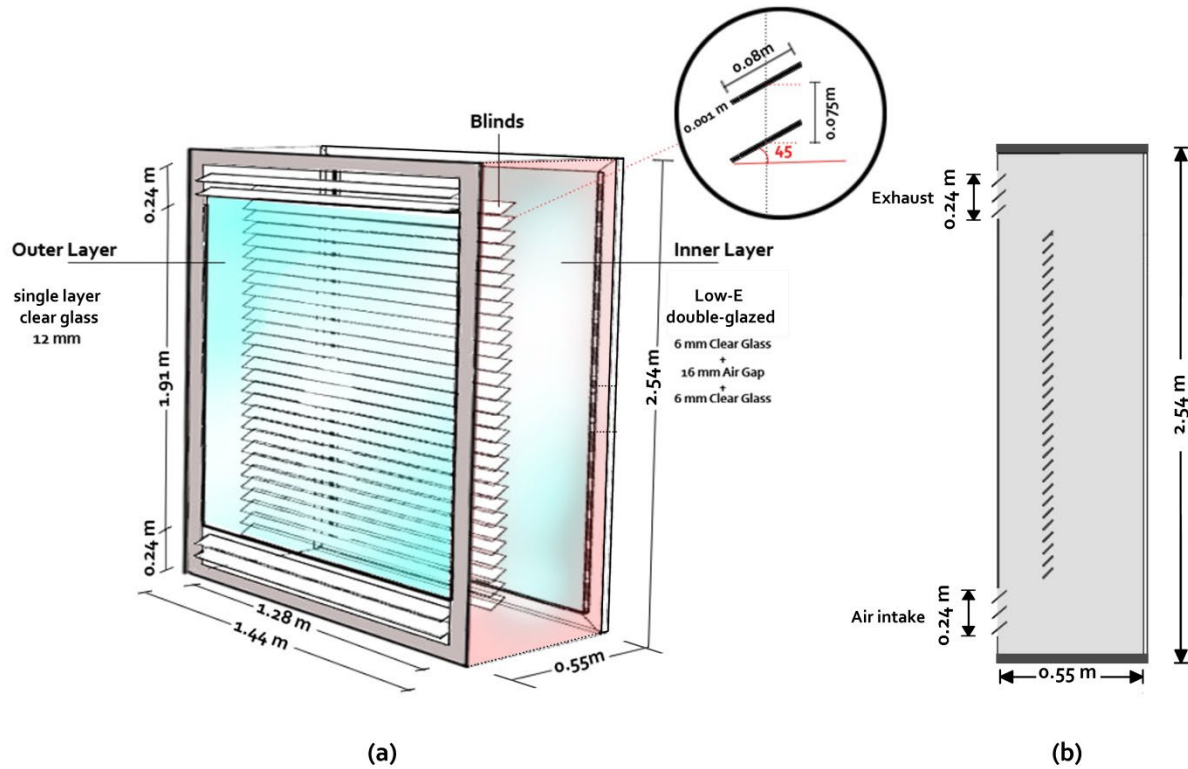 0.08m
0.001 m
0.075m
45
Blinds
0.24 m
Outer Layer
single layer
clear glass
12 mm
1.91 m
0.24 m
Inner Layer
Low-E
double-glazed
6 mm Clear Glass
+
16 mm Air Gap
+
6 mm Clear Glass
2.54m
1.28 m
1.44 m
0.55m
(a)
Exhaust
0.24 m
2.54 m
Air intake
0.24 m
0.55 m
(b)